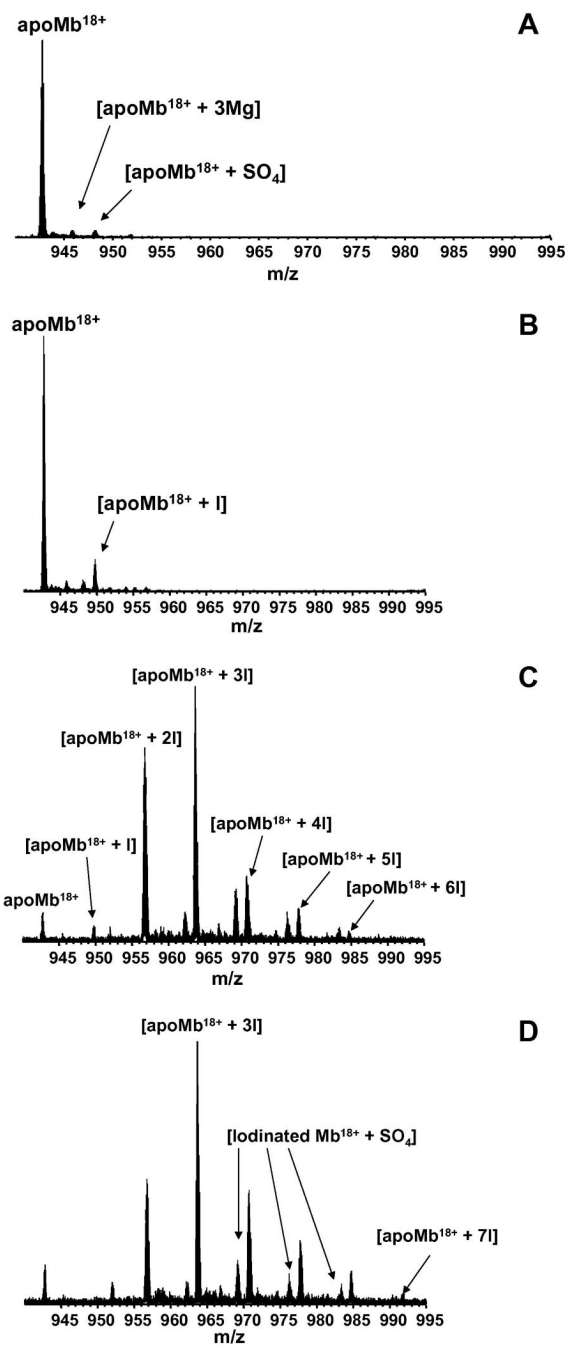 A
apoMb18+
[apoMb18+ + 3Mg]
[apoMb18+ + SO4]
945 950 955 960 965 970 975 980 985 990 995
m/z
B
apoMb18+
[apoMb18+ + I]
945 950 955 960 965 970 975 980 985 990 995
m/z
C
[apoMb18+ + 3I]
[apoMb18+ + 2I]
[apoMb18+ + 4I]
[apoMb18+ + I]
[apoMb18+ + 5I]
[apoMb18+ + 6I]
apoMb18+
945 950 955 960 965 970 975 980 985 990 995
m/z
D
[apoMb18+ + 3I]
[Iodinated Mb18+ + SO4]
[apoMb18+ + 7I]
945 950 955 960 965 970 975 980 985 990 995
m/z